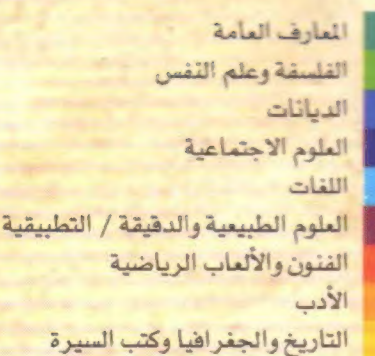 المعارف العامة
الفلسفة وعلم النفس
الديانات
العلوم الاجتماعية
اللغات
العلوم الطبيعية والدقيقة / التطبيقية
الفنون والألعاب الرياضية
الأدب
التاريخ والجغرافيا وكتب السيرة